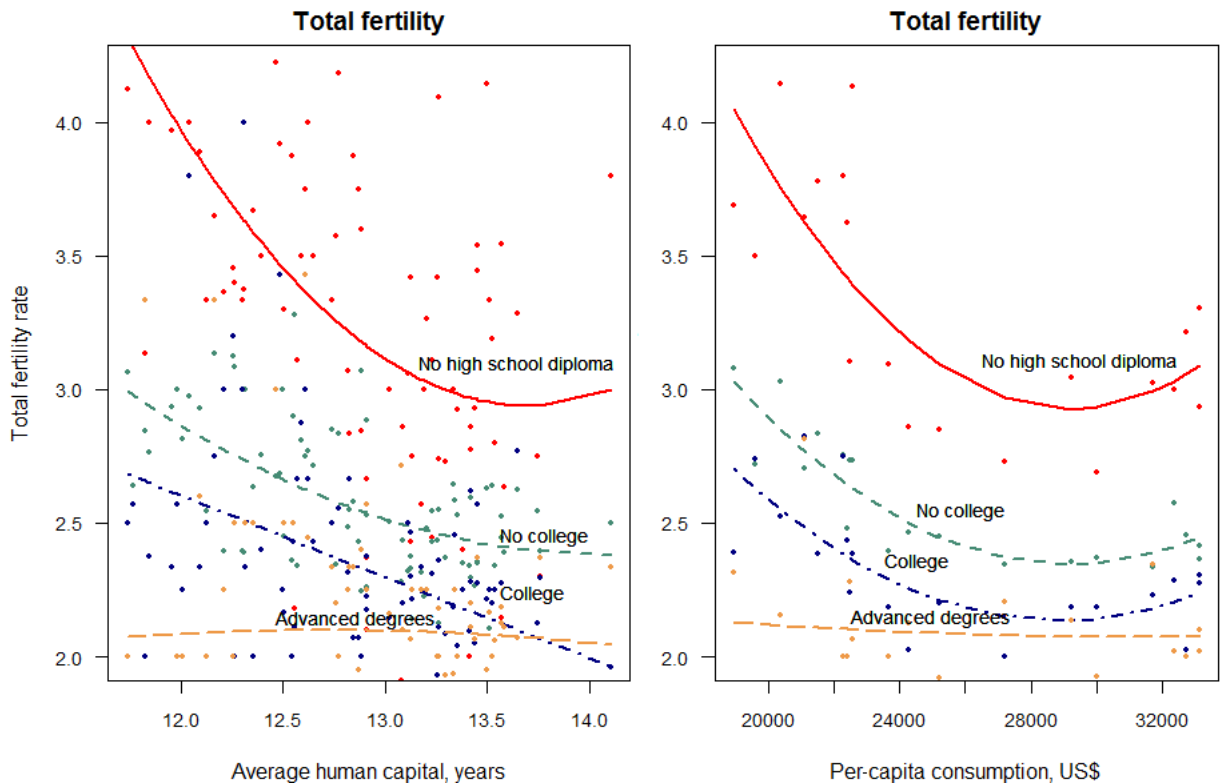 Total fertility
Total fertility rate
4.0
3.5
3.0
2.5
2.0
No high school diploma
No college
College
Advanced degrees
12.0 12.5 13.0 13.5 14.0
Average human capital, years
Total fertility
4.0
3.5
3.0
2.5
2.0
No high school diploma
No college
College
Advanced degrees
20000 24000 28000 32000
Per-capita consumption, US$